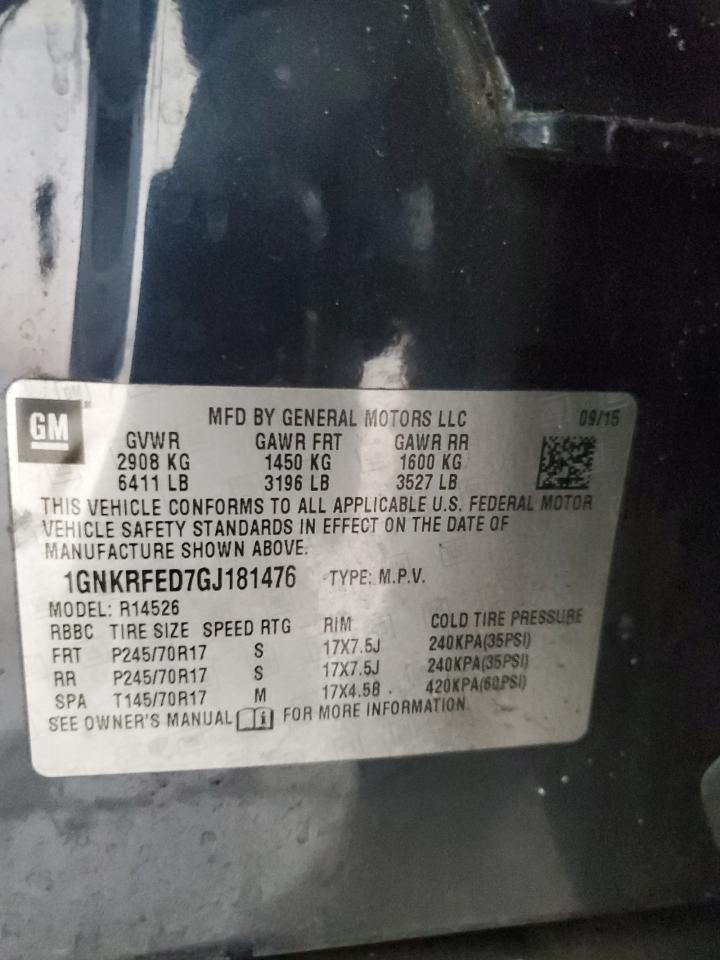 GM
MFD BY GENERAL MOTORS LLC 09/15
GVWR GAWR FRT GAWR RR
2908 KG 1450 KG 1600 KG
6411 LB 3196 LB 3527 LB
THIS VEHICLE CONFORMS TO ALL APPLICABLE U.S. FEDERAL MOTOR
VEHICLE SAFETY STANDARDS IN EFFECT ON THE DATE OF
MANUFACTURE SHOWN ABOVE.
1GNKRFED7GJ181476 TYPE: M.P.V.
MODEL: R14526
RBBC TIRE SIZE SPEED RTG RIM COLD TIRE PRESSURE
FRT P245/70R17 S 17X7.5J 240KPA(35PSI)
RR P245/70R17 S 17X7.5J 240KPA(35PSI)
SPA T145/70R17 M 17X4.5B 420KPA(60PSI)
SEE OWNER'S MANUAL FOR MORE INFORMATION.